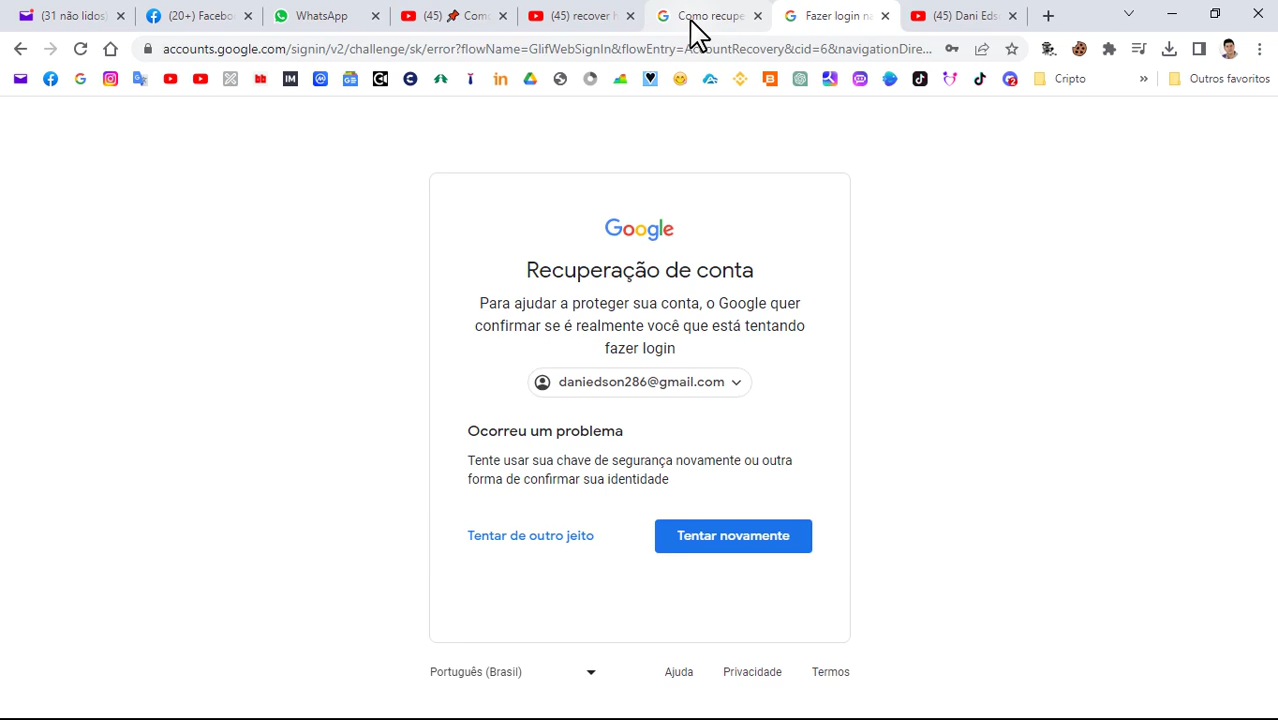 (31 não lidos)
(20+) Facebo
WhatsApp
(45) 📌 Com
(45) recover h
Como recupe
Fazer login na
(45) Dani Eds
accounts.google.com/signin/v2/challenge/sk/error?flowName=GlifWebSignIn&flowEntry=AccountRecovery&cid=6&navigationDire...
Cripto
»
Outros favoritos
Google
Recuperação de conta
Para ajudar a proteger sua conta, o Google quer
confirmar se é realmente você que está tentando
fazer login
daniedson286@gmail.com
Ocorreu um problema
Tente usar sua chave de segurança novamente ou outra
forma de confirmar sua identidade
Tentar de outro jeito
Tentar novamente
Português (Brasil)
Ajuda
Privacidade
Termos